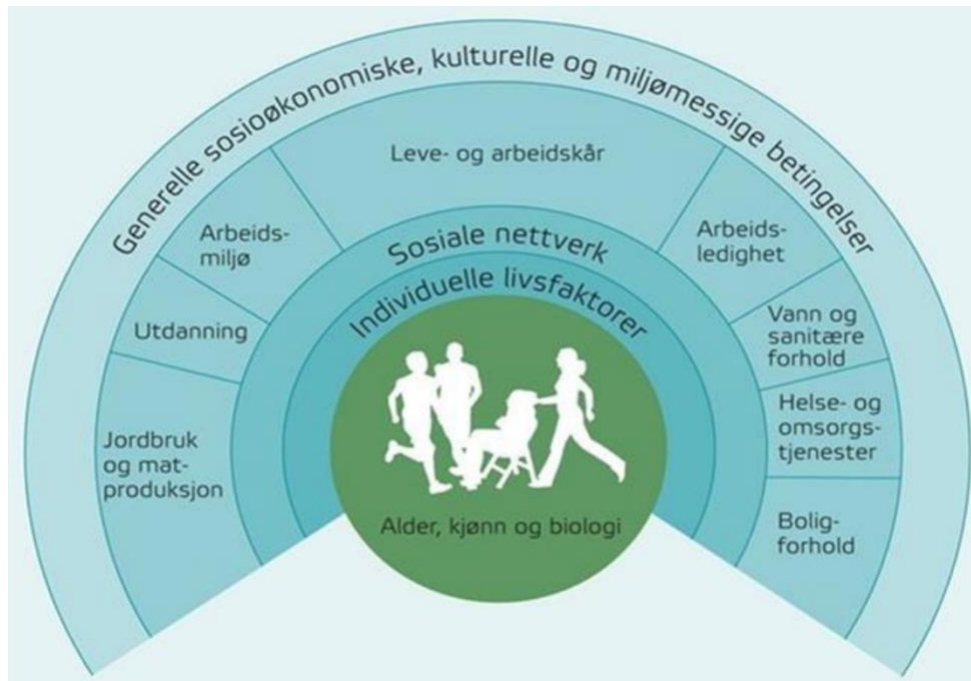 Generelle sosioøkonomiske, kulturelle og miljømessige betingelser
Leve- og arbeidskår
Arbeids-
miljø
Utdanning
Jordbruk
og mat-
produksjon
Arbeids-
ledighet
Vann og
sanitære
forhold
Helse- og
omsorgs-
tjenester
Bolig-
forhold
Sosiale nettverk
Individuelle livsfaktorer
Alder, kjønn og biologi